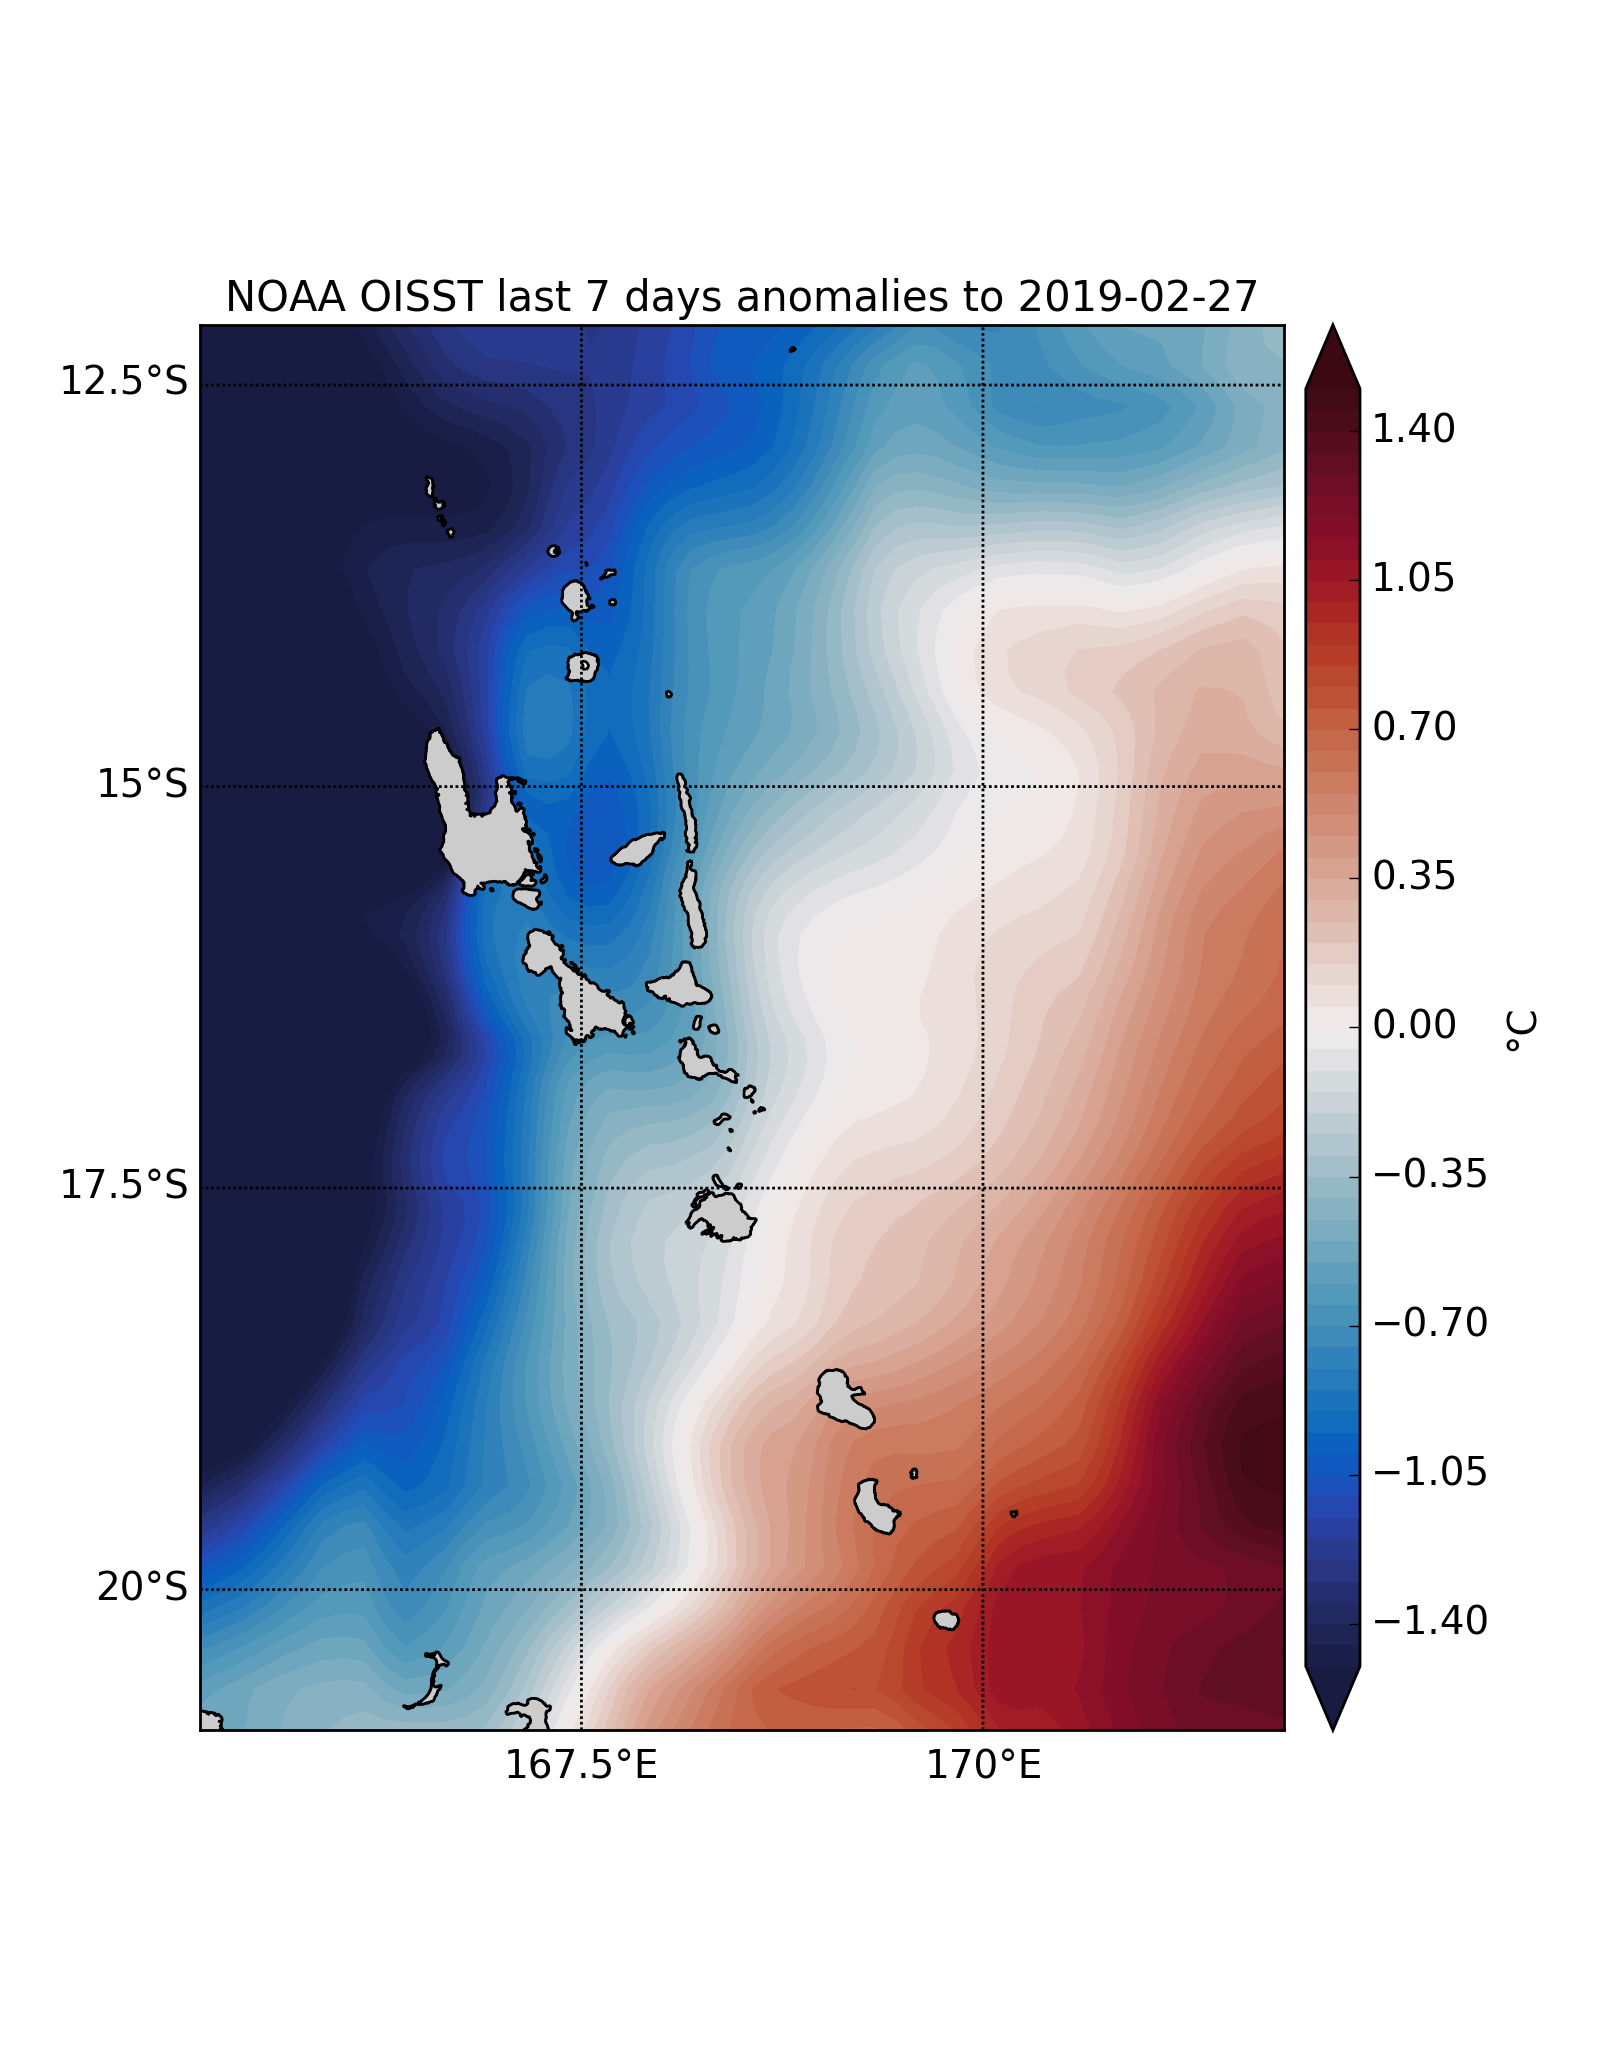 NOAA OISST last 7 days anomalies to 2019-02-27
12.5°S
15°S
17.5°S
20°S
167.5°E
170°E
1.40
1.05
0.70
0.35
0.00
−0.35
−0.70
−1.05
−1.40
°C